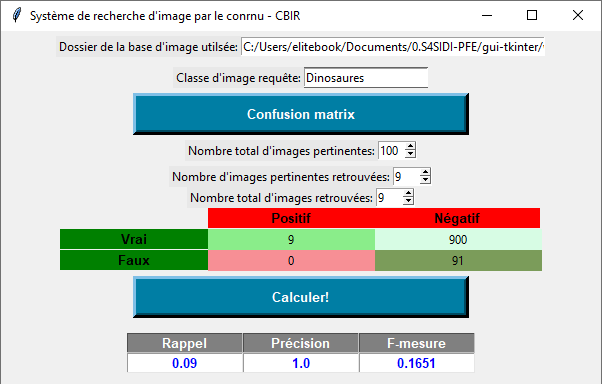 Système de recherche d'image par le conrnu - CBIR
Dossier de la base d'image utilsée: C:/Users/elitebook/Documents/0.S4SIDI-PFE/gui-tkinter/
Classe d'image requête: Dinosaures
Confusion matrix
Nombre total d'images pertinentes: 100
Nombre d'images pertinentes retrouvées: 9
Nombre total d'images retrouvées: 9
Positif Négatif
Vrai 9 900
Faux 0 91
Calculer!
Rappel Précision F-mesure
0.09 1.0 0.1651